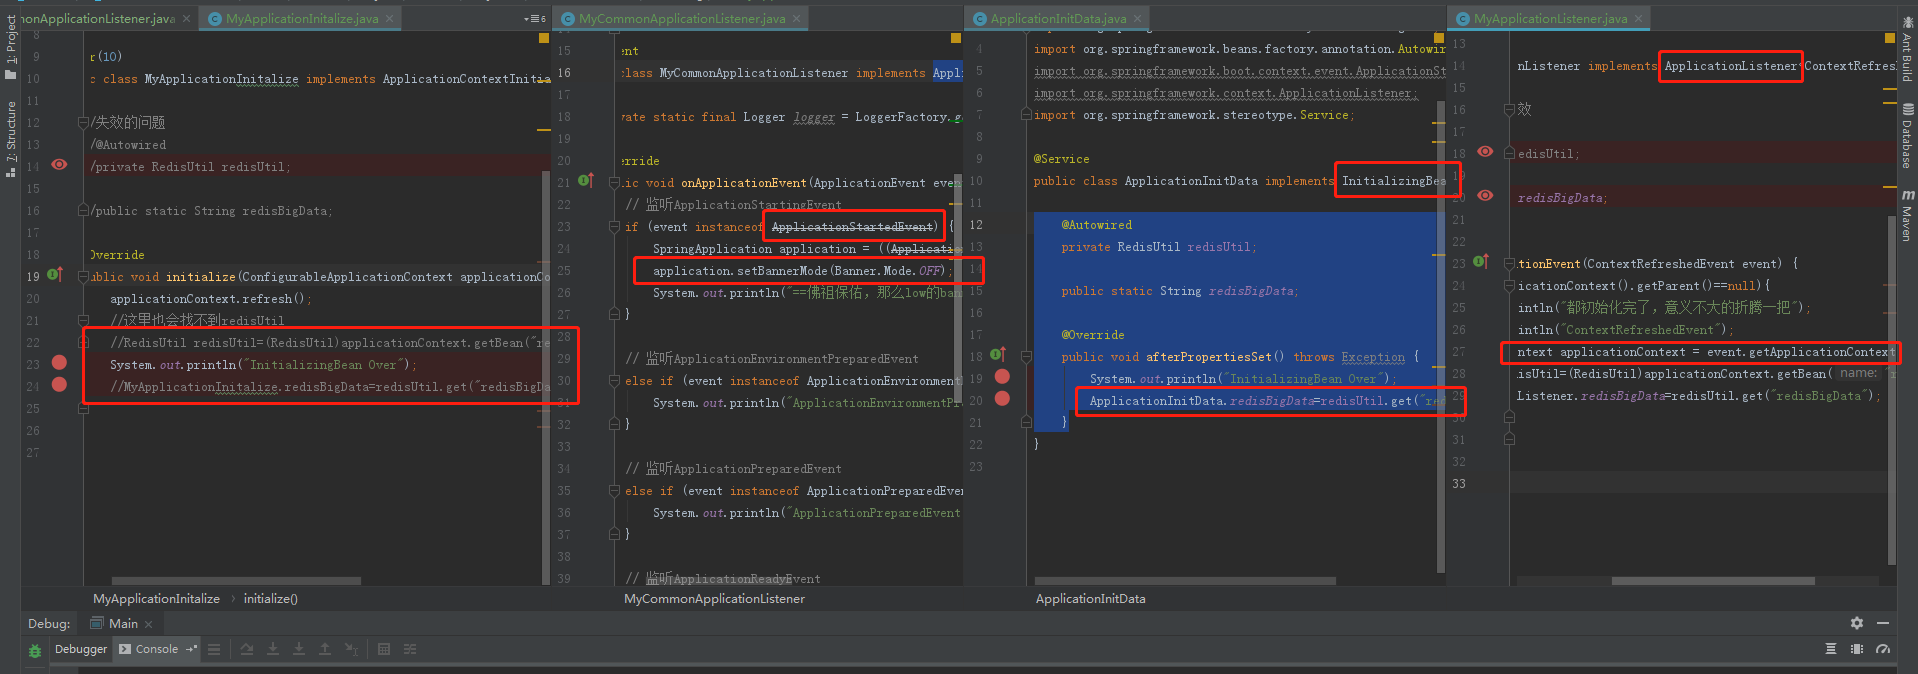 onApplicationListener.java
MyApplicationInitalize.java
6
MyCommonApplicationListener.java
ApplicationInitData.java
MyApplicationListener.java
1: Project
7: Structure
8
9 r(10)
10 c class MyApplicationInitalize implements ApplicationContextInitia
11
12 /失效的问题
13 /@Autowired
14 /private RedisUtil redisUtil;
15
16 /public static String redisBigData;
17
18 Override
19 ublic void initialize(ConfigurableApplicationContext applicationCo
20 applicationContext.refresh();
21 //这里也会找不到redisUtil
22 //RedisUtil redisUtil=(RedisUtil)applicationContext.getBean("re
23 System.out.println("InitializingBean Over");
24 //MyApplicationInitalize.redisBigData=redisUtil.get("redisBigDa
25
26
27
15 ent
16 class MyCommonApplicationListener implements Appli
17
18 vate static final Logger logger = LoggerFactory.g
19
20 erride
21 lic void onApplicationEvent(ApplicationEvent even
22 // 监听ApplicationStartingEvent
23 if (event instanceof ApplicationStartedEvent) {
24 SpringApplication application = ((Applicatio
25 application.setBannerMode(Banner.Mode.OFF);
26 System.out.println("==佛祖保佑, 那么low的ban
27 }
28
29 // 监听ApplicationEnvironmentPreparedEvent
30 else if (event instanceof ApplicationEnvironment
31 System.out.println("ApplicationEnvironmentPr
32 }
33
34 // 监听ApplicationPreparedEvent
35 else if (event instanceof ApplicationPreparedEve
36 System.out.println("ApplicationPreparedEvent
37 }
38
39 // 监听ApplicationReadyEvent
4 import org.springframework.beans.factory.annotation.Autowir
5 import org.springframework.boot.context.event.ApplicationSt
6 import org.springframework.context.ApplicationListener;
7 import org.springframework.stereotype.Service;
8
9 @Service
10 public class ApplicationInitData implements InitializingBea
11
12 @Autowired
13 private RedisUtil redisUtil;
14
15 public static String redisBigData;
16
17 @Override
18 public void afterPropertiesSet() throws Exception {
19 System.out.println("InitializingBean Over");
20 ApplicationInitData.redisBigData=redisUtil.get("red
21 }
22 }
23
13
14 nListener implements ApplicationListener<ContextRefres
15
16 效
17
18 edisUtil;
19
20 redisBigData;
21
22
23 tionEvent(ContextRefreshedEvent event) {
24 icationContext().getParent()==null){
25 intln("都初始化完了, 意义不大的折腾一把");
26 intln("ContextRefreshedEvent");
27 ntext applicationContext = event.getApplicationContext
28 isUtil=(RedisUtil)applicationContext.getBean( name: "r
29 Listener.redisBigData=redisUtil.get("redisBigData");
30
31
32
33
Ant Build
Database
m Maven
MyApplicationInitalize › initialize()
MyCommonApplicationListener
ApplicationInitData
Debug: Main
Debugger Console